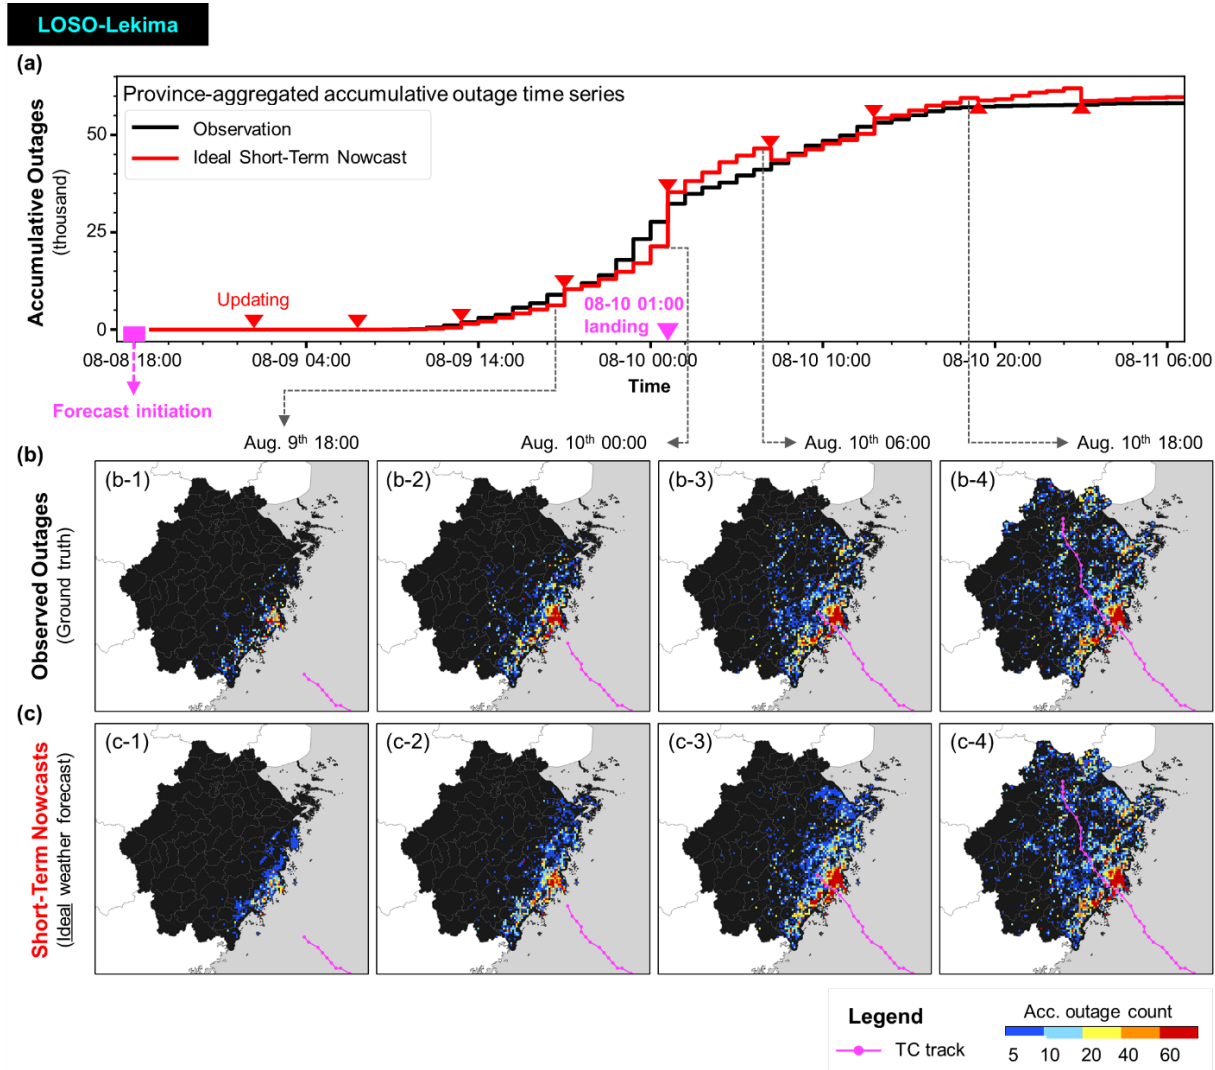 LOSO-Lekima
(a)
Province-aggregated accumulative outage time series
Observation
Ideal Short-Term Nowcast
Accumulative Outages
(thousand)
50
25
0
Updating
08-10 01:00
landing
08-08 18:00
08-09 04:00
08-09 14:00
08-10 00:00
08-10 10:00
08-10 20:00
08-11 06:00
Time
Forecast initiation
Aug. 9th 18:00
Aug. 10th 00:00
Aug. 10th 06:00
Aug. 10th 18:00
(b)
Observed Outages
(Ground truth)
(b-1)
(b-2)
(b-3)
(b-4)
(c)
Short-Term Nowcasts
(Ideal weather forecast)
(c-1)
(c-2)
(c-3)
(c-4)
Legend
TC track
Acc. outage count
5 10 20 40 60